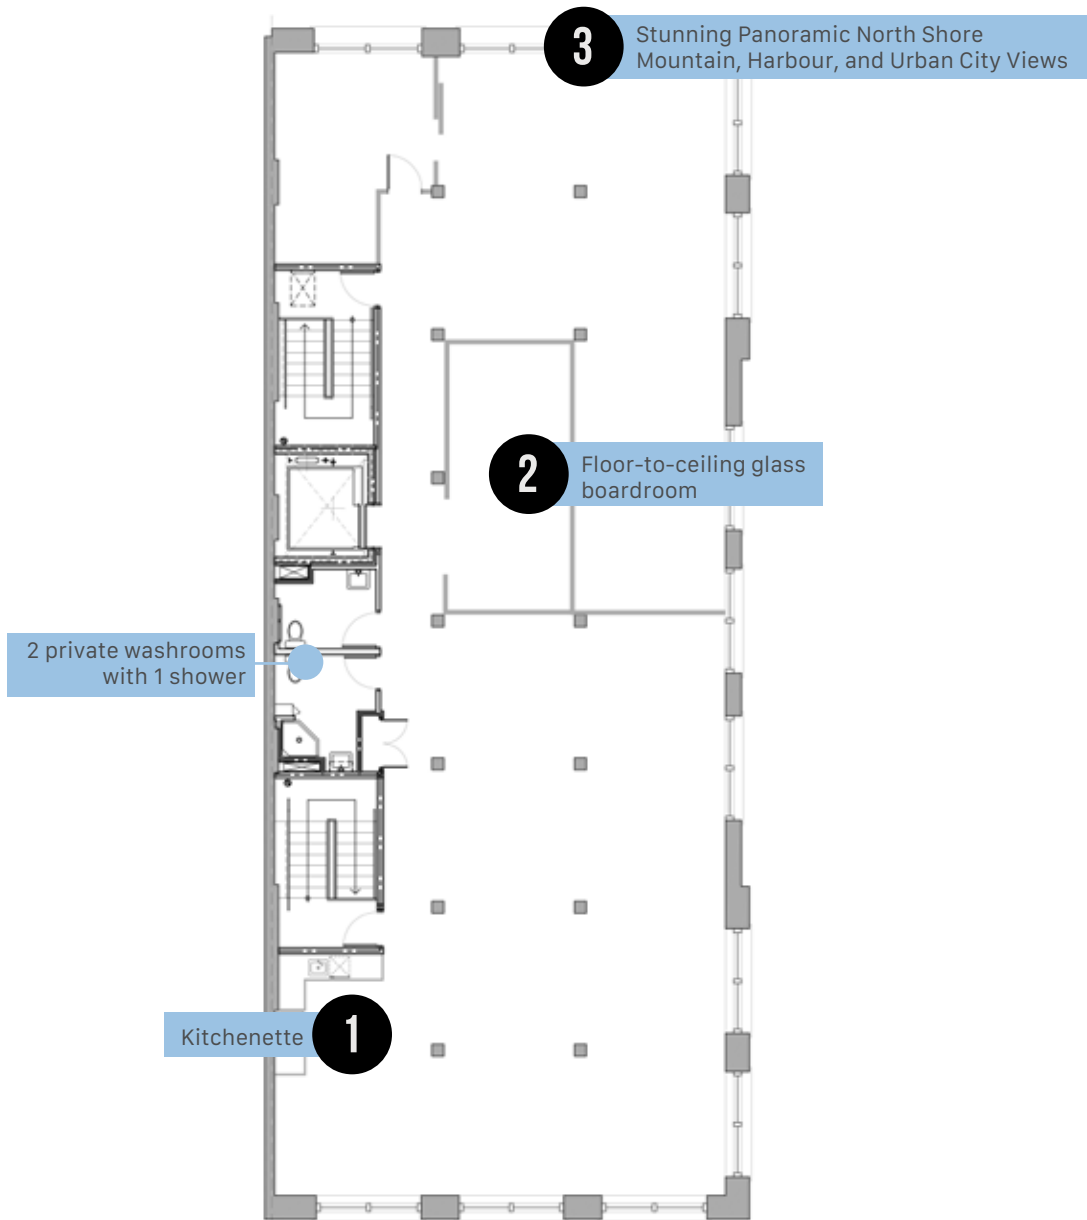 3
Stunning Panoramic North Shore
Mountain, Harbour, and Urban City Views
2
Floor-to-ceiling glass
boardroom
2 private washrooms
with 1 shower
Kitchenette
1